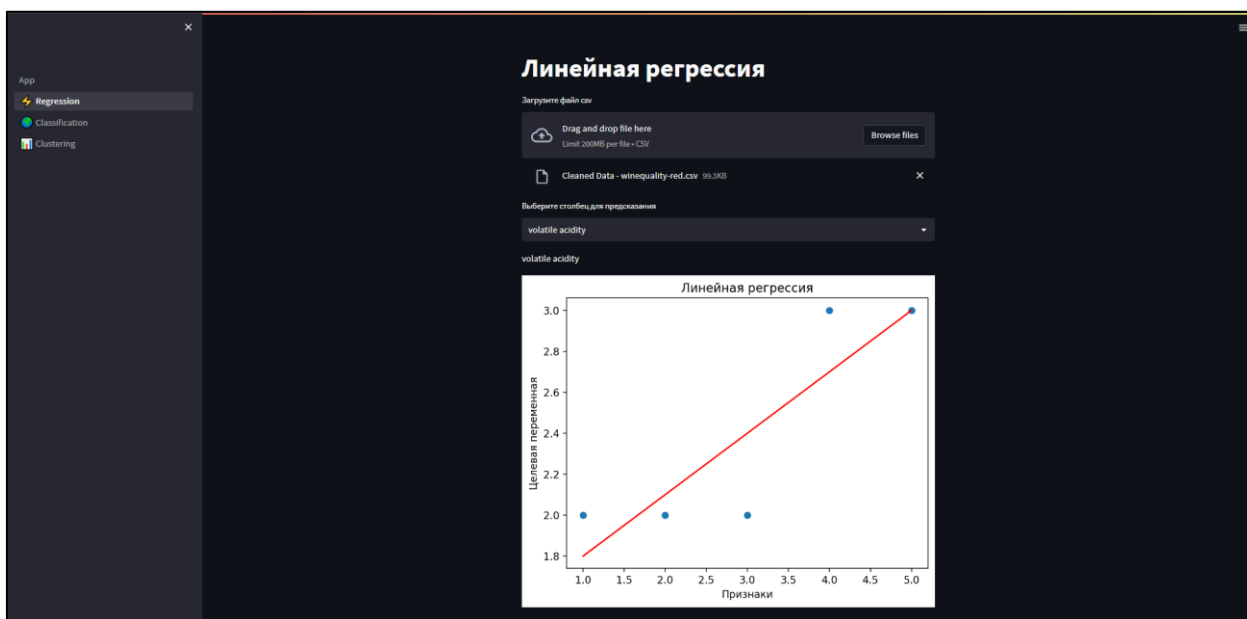 App
Regression
Classification
Clustering
Линейная регрессия
Загрузите файл csv
Drag and drop file here
Limit 200MB per file • CSV
Browse files
Cleaned Data - winequality-red.csv 99.3KB
Выберите столбец для предсказания
volatile acidity
volatile acidity
Линейная регрессия
Целевая переменная
3.0
2.8
2.6
2.4
2.2
2.0
1.8
1.0 1.5 2.0 2.5 3.0 3.5 4.0 4.5 5.0
Признаки